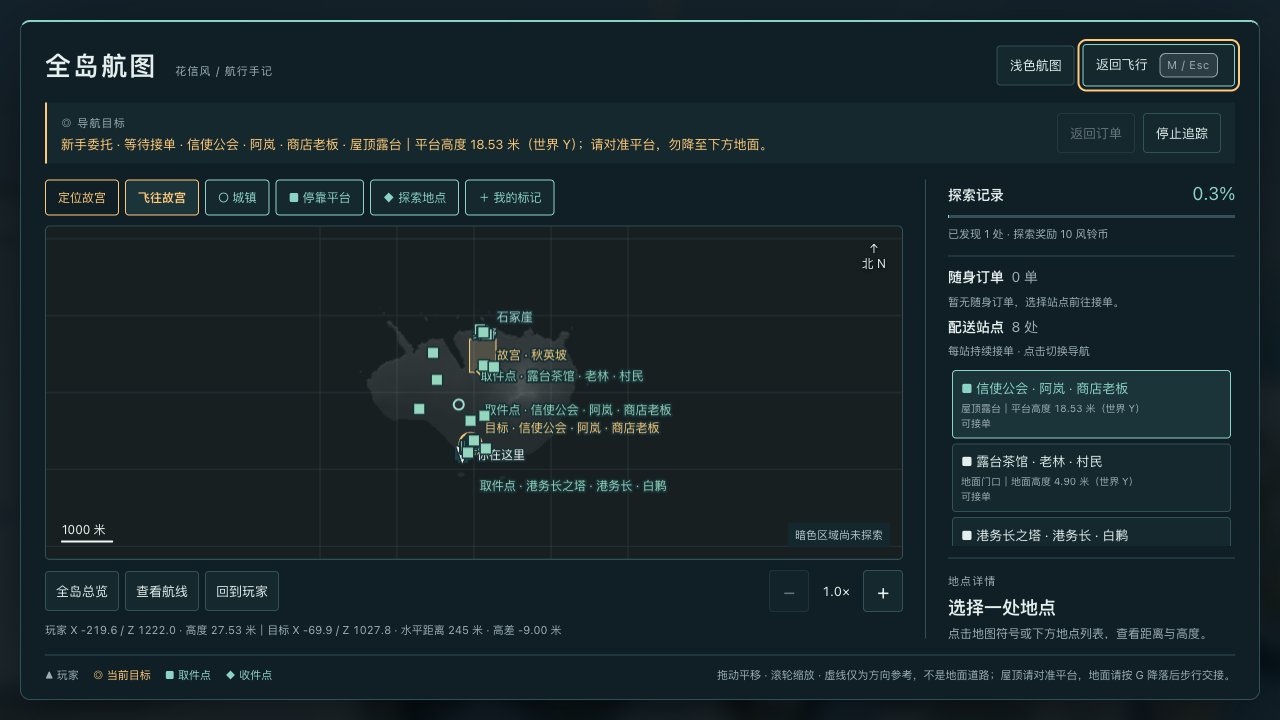 全岛航图
花信风 / 航行手记
浅色航图
返回飞行 M / Esc
◎ 导航目标
新手委托 · 等待接单 · 信使公会 · 阿岚 · 商店老板 · 屋顶露台｜平台高度 18.53 米（世界 Y）；请对准平台，勿降至下方地面。
返回订单
停止追踪
定位故宫
飞往故宫
城镇
停靠平台
探索地点
+ 我的标记
北 N
石冢崖
故宫 · 秋英坡
取件点 · 露台茶馆 · 老林 · 村民
取件点 · 信使公会 · 阿岚 · 商店老板
目标 · 信使公会 · 阿岚 · 商店老板
你在这里
取件点 · 港务长之塔 · 港务长 · 白鹇
1000 米
暗色区域尚未探索
全岛总览
查看航线
回到玩家
− 1.0× +
玩家 X -219.6 / Z 1222.0 · 高度 27.53 米｜目标 X -69.9 / Z 1027.8 · 水平距离 245 米 · 高差 -9.00 米
探索记录 0.3%
已发现 1 处 · 探索奖励 10 风铃币
随身订单 0 单
暂无随身订单，选择站点前往接单。
配送站点 8 处
每站持续接单 · 点击切换导航
信使公会 · 阿岚 · 商店老板
屋顶露台｜平台高度 18.53 米（世界 Y）
可接单
露台茶馆 · 老林 · 村民
地面门口｜地面高度 4.90 米（世界 Y）
可接单
港务长之塔 · 港务长 · 白鹇
地点详情
选择一处地点
点击地图符号或下方地点列表，查看距离与高度。
▲ 玩家
◎ 当前目标
■ 取件点
◆ 收件点
拖动平移 · 滚轮缩放 · 虚线仅为方向参考，不是地面道路；屋顶请对准平台，地面请按 G 降落后步行交接。